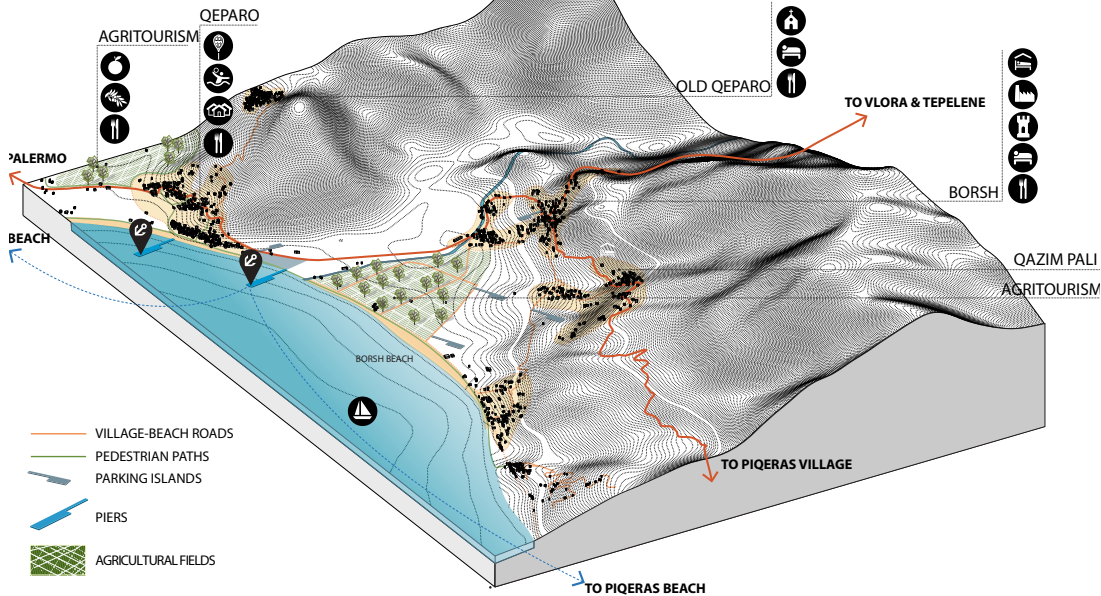 QEPARO
AGRITOURISM
OLD QEPARO
TO VLORA & TEPELENE
PALERMO
BORSH
BEACH
QAZIM PALI
AGRITOURISM
BORSH BEACH
VILLAGE-BEACH ROADS
PEDESTRIAN PATHS
PARKING ISLANDS
TO PIQERAS VILLAGE
PIERS
AGRICULTURAL FIELDS
TO PIQERAS BEACH